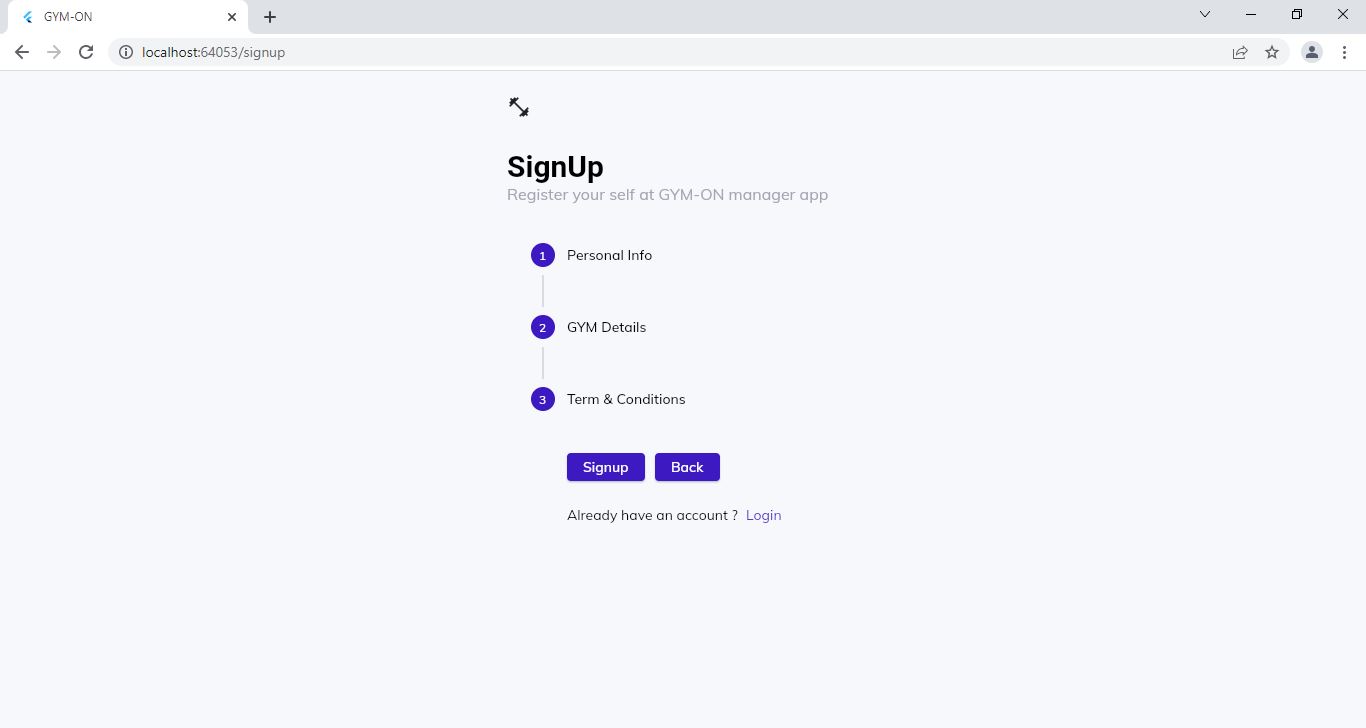 GYM-ON
localhost:64053/signup
SignUp
Register your self at GYM-ON manager app
1 Personal Info
2 GYM Details
3 Term & Conditions
Signup Back
Already have an account ? Login